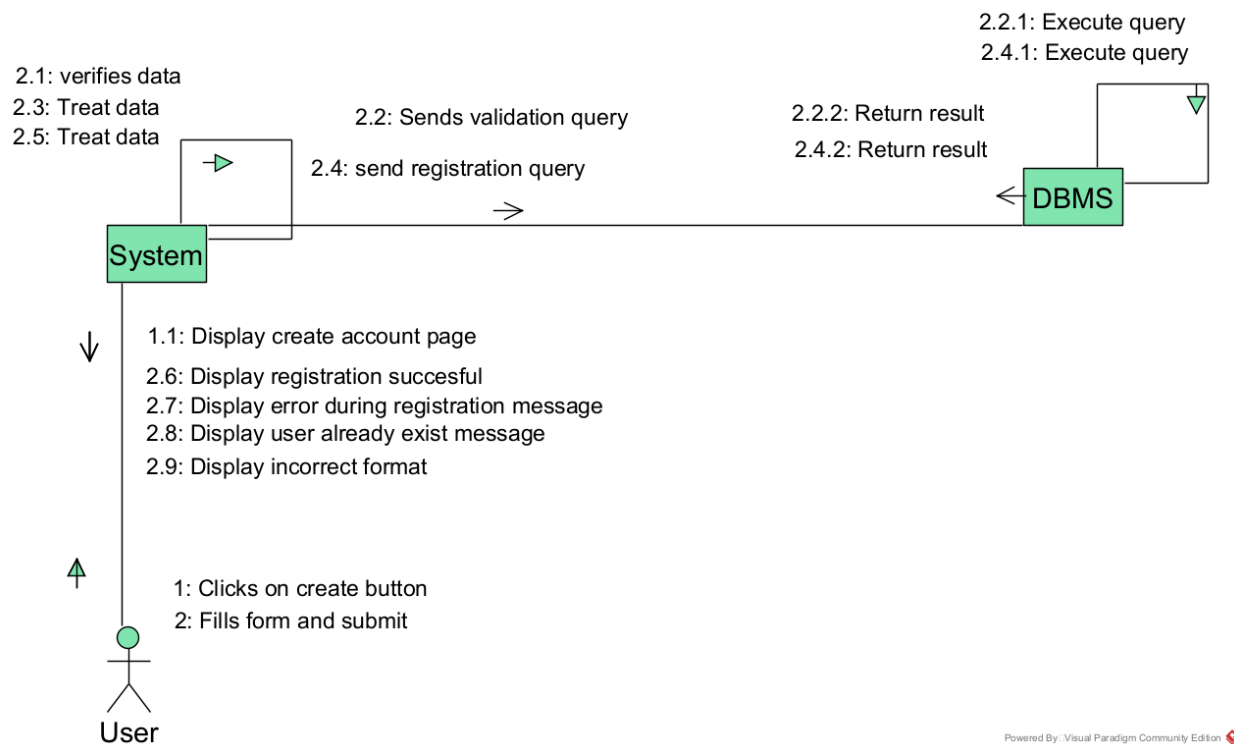 2.2.1: Execute query
2.4.1: Execute query
2.1: verifies data
2.3: Treat data
2.5: Treat data
2.2: Sends validation query
2.4: send registration query
2.2.2: Return result
2.4.2: Return result
DBMS
System
1.1: Display create account page
2.6: Display registration succesful
2.7: Display error during registration message
2.8: Display user already exist message
2.9: Display incorrect format
1: Clicks on create button
2: Fills form and submit
User
Powered By Visual Paradigm Community Edition